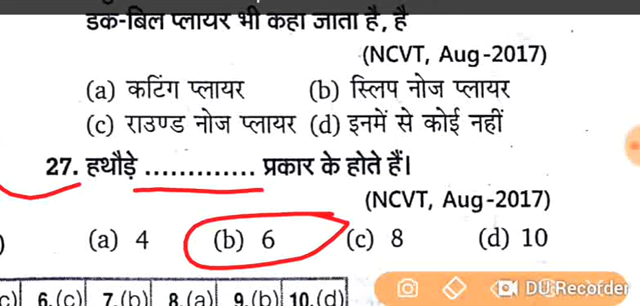 डक-बिल प्लायर भी कहा जाता है, है
(NCVT, Aug-2017)
(a) कटिंग प्लायर (b) स्लिप नोज प्लायर
(c) राउण्ड नोज प्लायर (d) इनमें से कोई नहीं
27. हथौड़े ............. प्रकार के होते हैं।
(NCVT, Aug-2017)
(a) 4 (b) 6 (c) 8 (d) 10
c) 6.(c) 7.(b) 8.(a) 9.(b) 10.(d)
DU Recorder